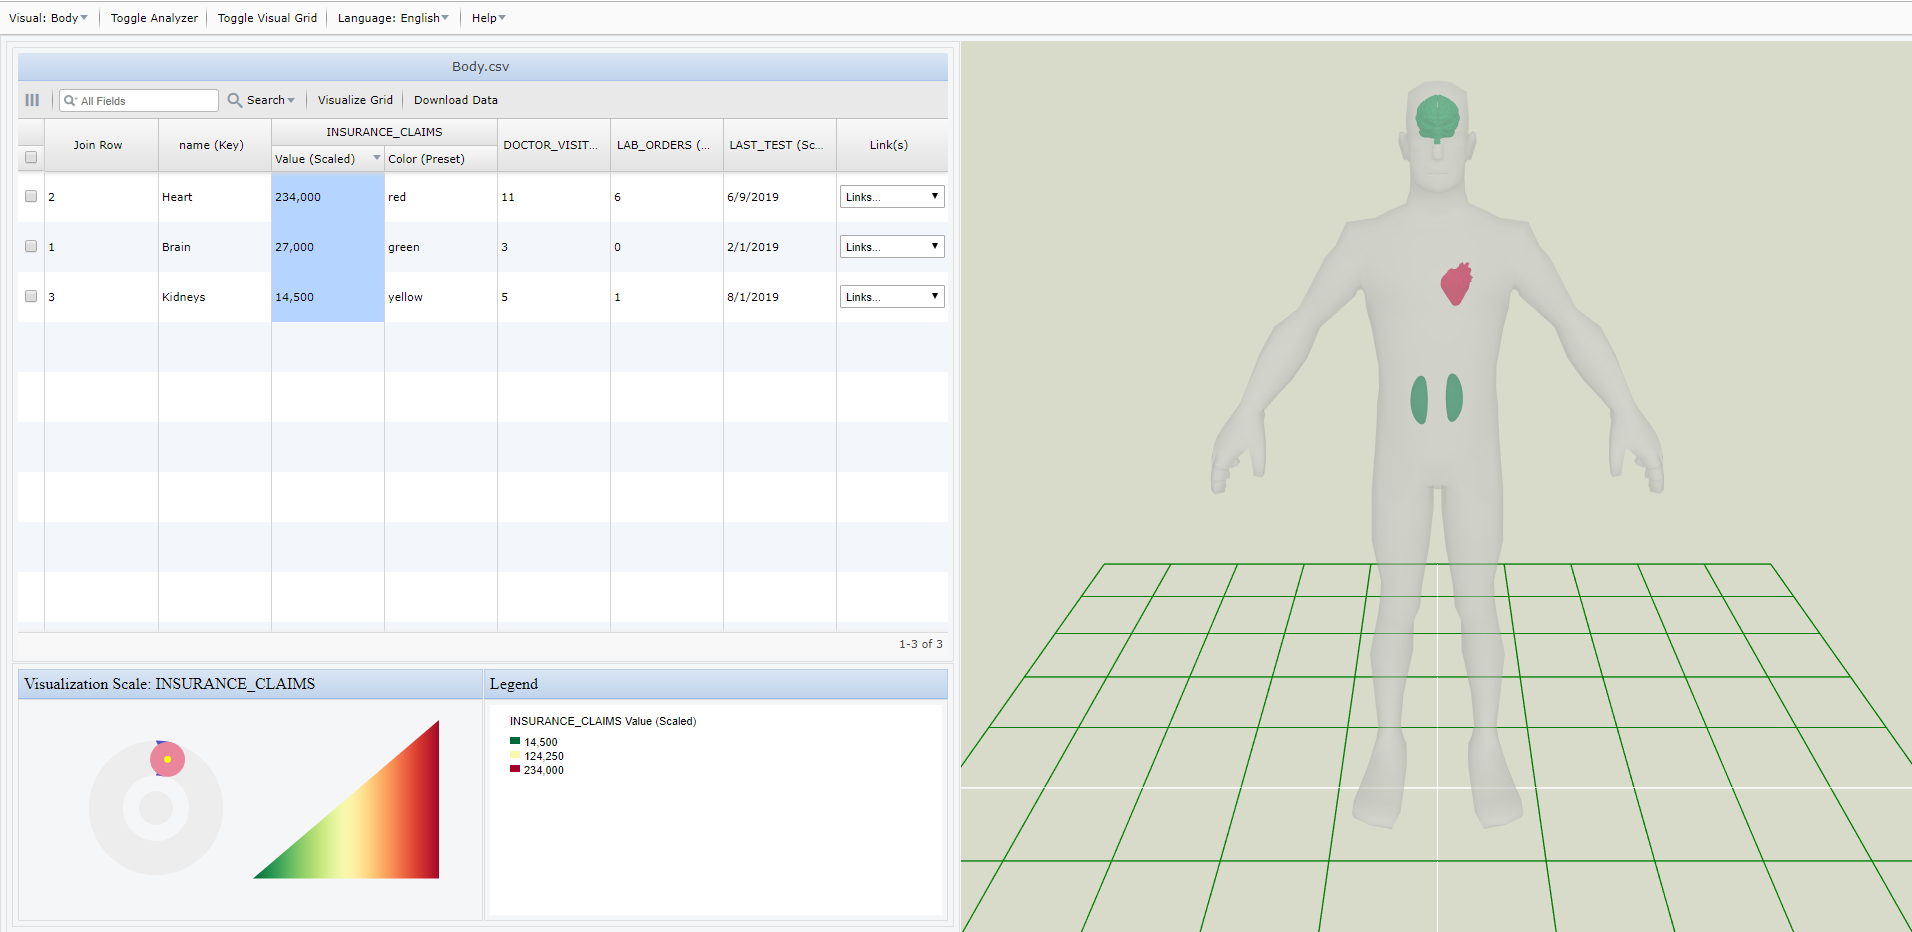 Visual: Body Toggle Analyzer Toggle Visual Grid Language: English Help
Body.csv
All Fields Search Visualize Grid Download Data
Join Row name (Key) INSURANCE_CLAIMS DOCTOR_VISIT... LAB_ORDERS (... LAST_TEST (Sc... Link(s)
Value (Scaled) Color (Preset)
2 Heart 234,000 red 11 6 6/9/2019 Links...
1 Brain 27,000 green 3 0 2/1/2019 Links...
3 Kidneys 14,500 yellow 5 1 8/1/2019 Links...
1-3 of 3
Visualization Scale: INSURANCE_CLAIMS
Legend
INSURANCE_CLAIMS Value (Scaled)
14,500
124,250
234,000